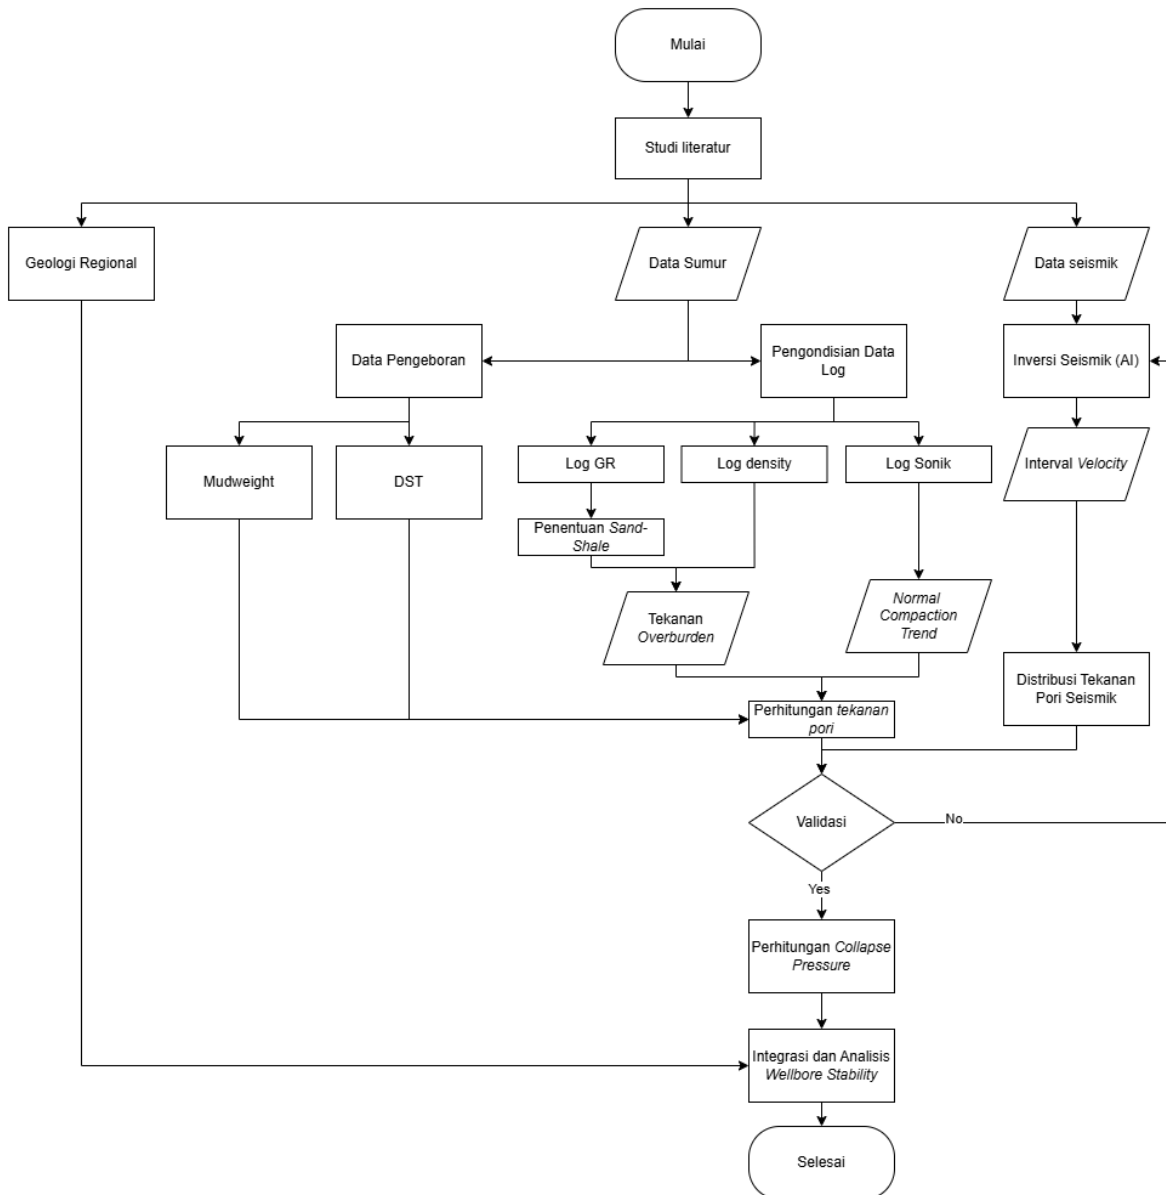 Mulai
Studi literatur
Geologi Regional
Data Sumur
Data seismik
Data Pengeboran
Pengondisian Data
Log
Inversi Seismik (AI)
Mudweight
DST
Log GR
Log density
Log Sonik
Interval Velocity
Penentuan Sand-
Shale
Tekanan
Overburden
Normal
Compaction
Trend
Distribusi Tekanan
Pori Seismik
Perhitungan tekanan
pori
Validasi
No
Yes
Perhitungan Collapse
Pressure
Integrasi dan Analisis
Wellbore Stability
Selesai